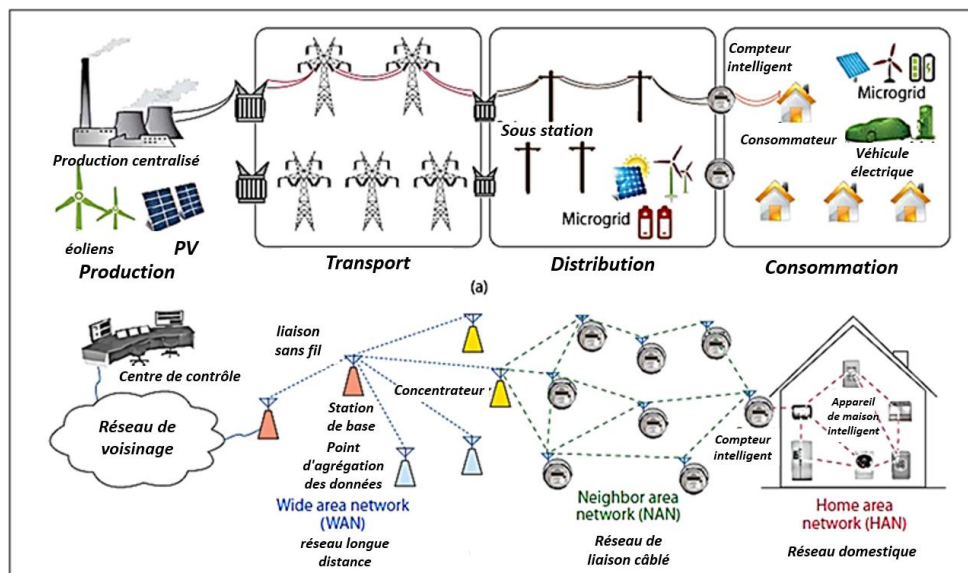 Compteur
intelligent
Microgrid
Production centralisé
Sous station
Consommateur
Véhicule
électrique
Microgrid
éoliens
PV
Production
Transport
Distribution
Consommation
(a)
liaison
sans fil
Centre de contrôle
Concentrateur
Réseau de
voisinage
Station
de base
Point
d'agrégation
des données
Appareil
de maison
intelligent
Compteur
intelligent
Wide area network
(WAN)
réseau longue
distance
Neighbor area
network (NAN)
Réseau de
liaison câblé
Home area
network (HAN)
Réseau domestique